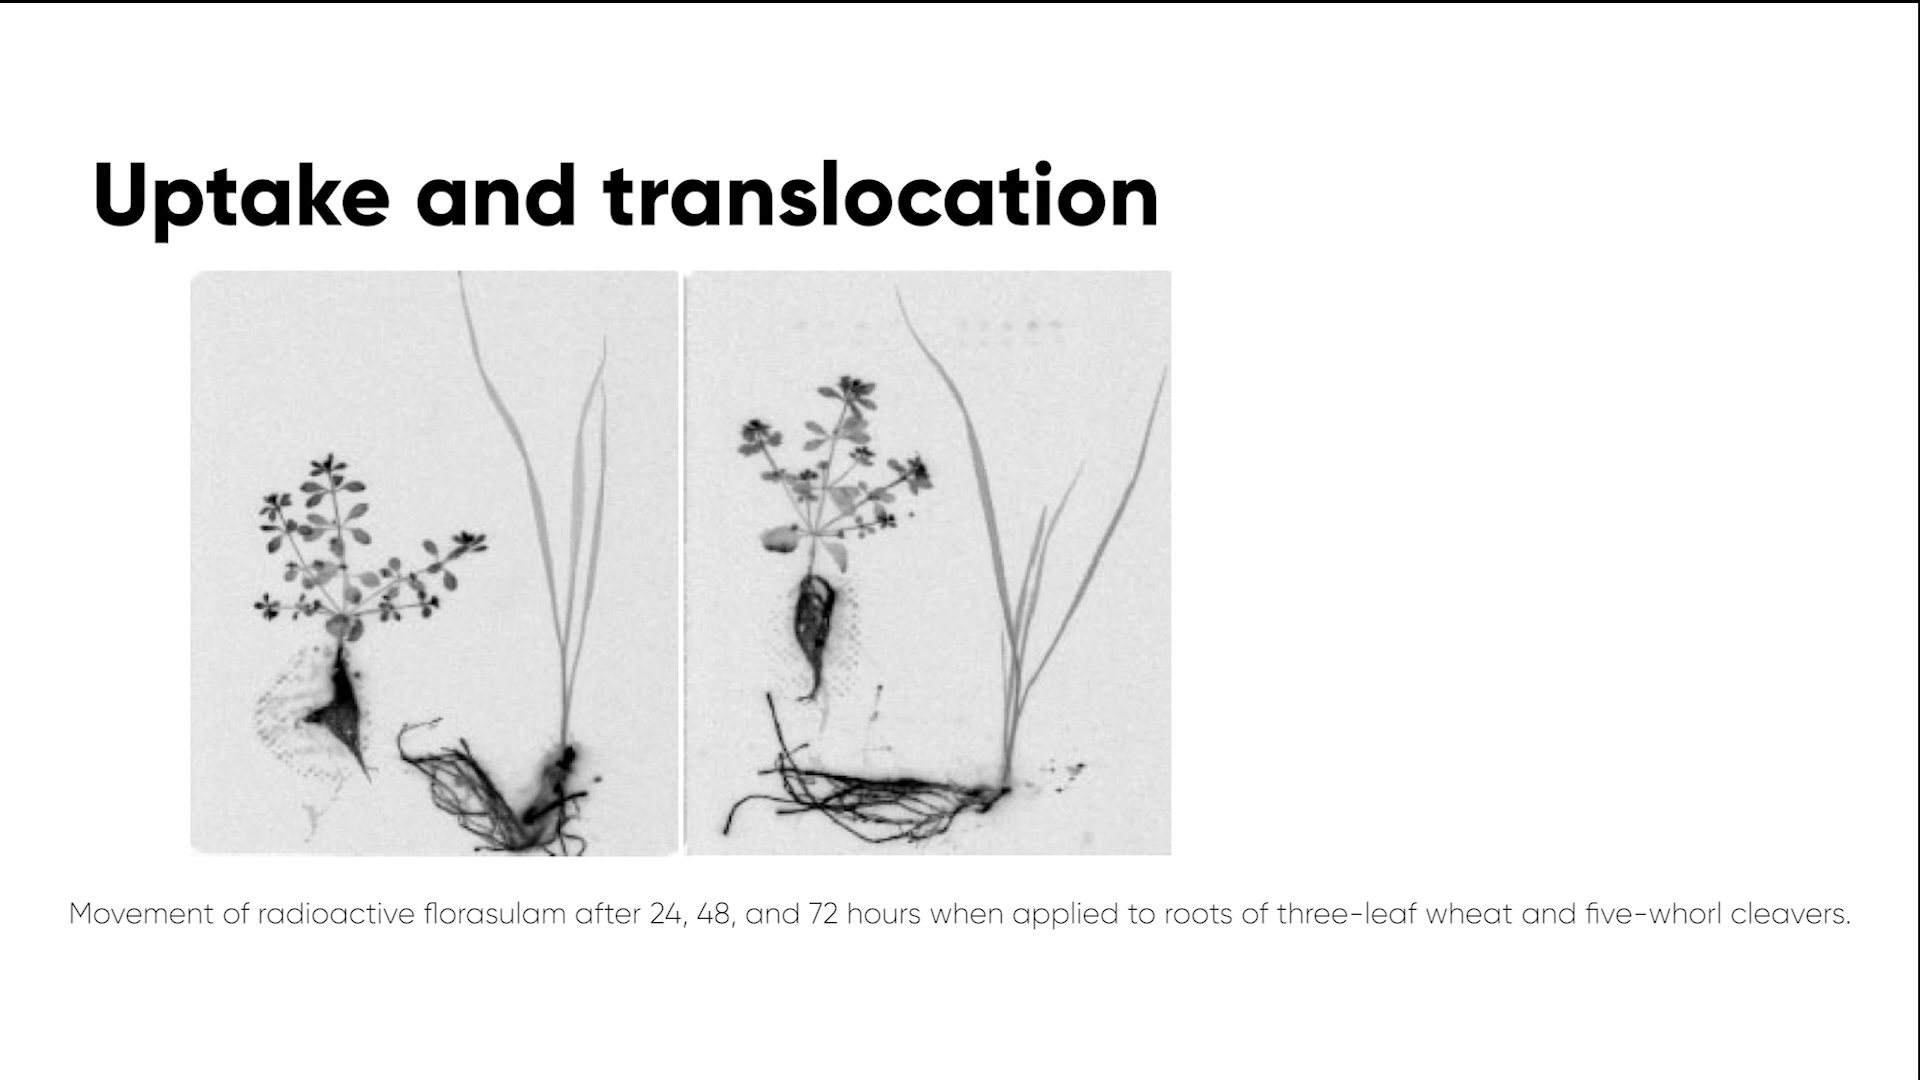 Uptake and translocation
Movement of radioactive florasulam after 24, 48, and 72 hours when applied to roots of three-leaf wheat and five-whorl cleavers.